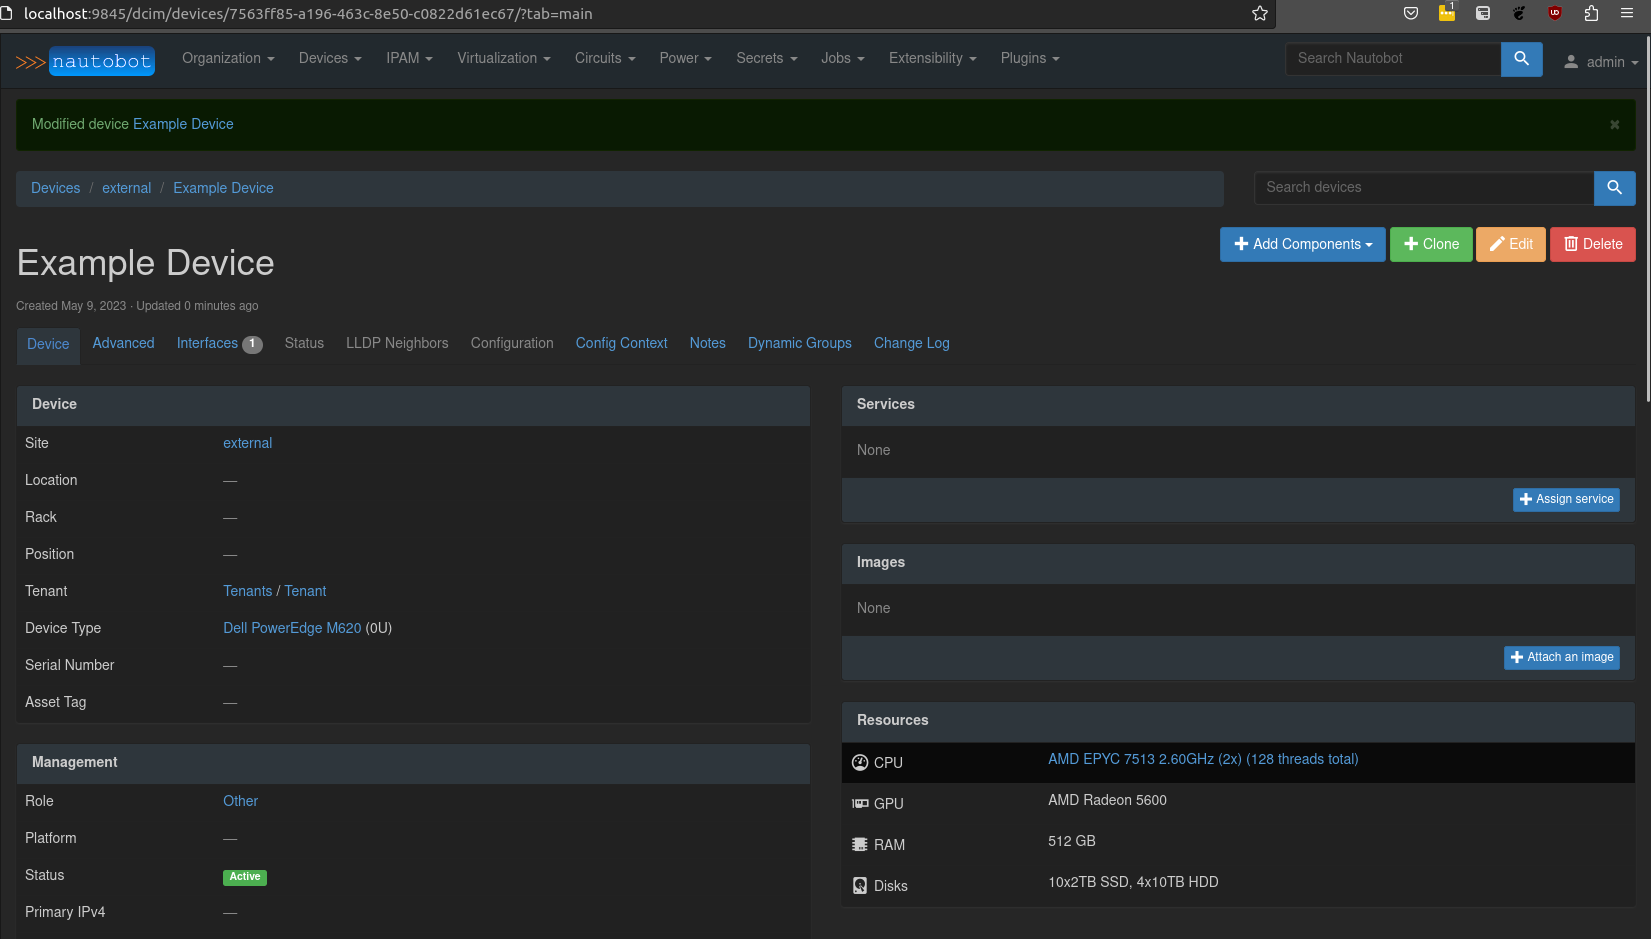 localhost:9845/dcim/devices/7563ff85-a196-463c-8e50-c0822d61ec67/?tab=main
1
>>> nautobot
Organization
Devices
IPAM
Virtualization
Circuits
Power
Secrets
Jobs
Extensibility
Plugins
Search Nautobot
admin
Modified device Example Device
Devices / external / Example Device
Search devices
Add Components
Clone
Edit
Delete
Example Device
Created May 9, 2023 · Updated 0 minutes ago
Device
Advanced
Interfaces 1
Status
LLDP Neighbors
Configuration
Config Context
Notes
Dynamic Groups
Change Log
Device
Site external
Location —
Rack —
Position —
Tenant Tenants / Tenant
Device Type Dell PowerEdge M620 (0U)
Serial Number —
Asset Tag —
Management
Role Other
Platform —
Status Active
Primary IPv4 —
Services
None
Assign service
Images
None
Attach an image
Resources
CPU AMD EPYC 7513 2.60GHz (2x) (128 threads total)
GPU AMD Radeon 5600
RAM 512 GB
Disks 10x2TB SSD, 4x10TB HDD